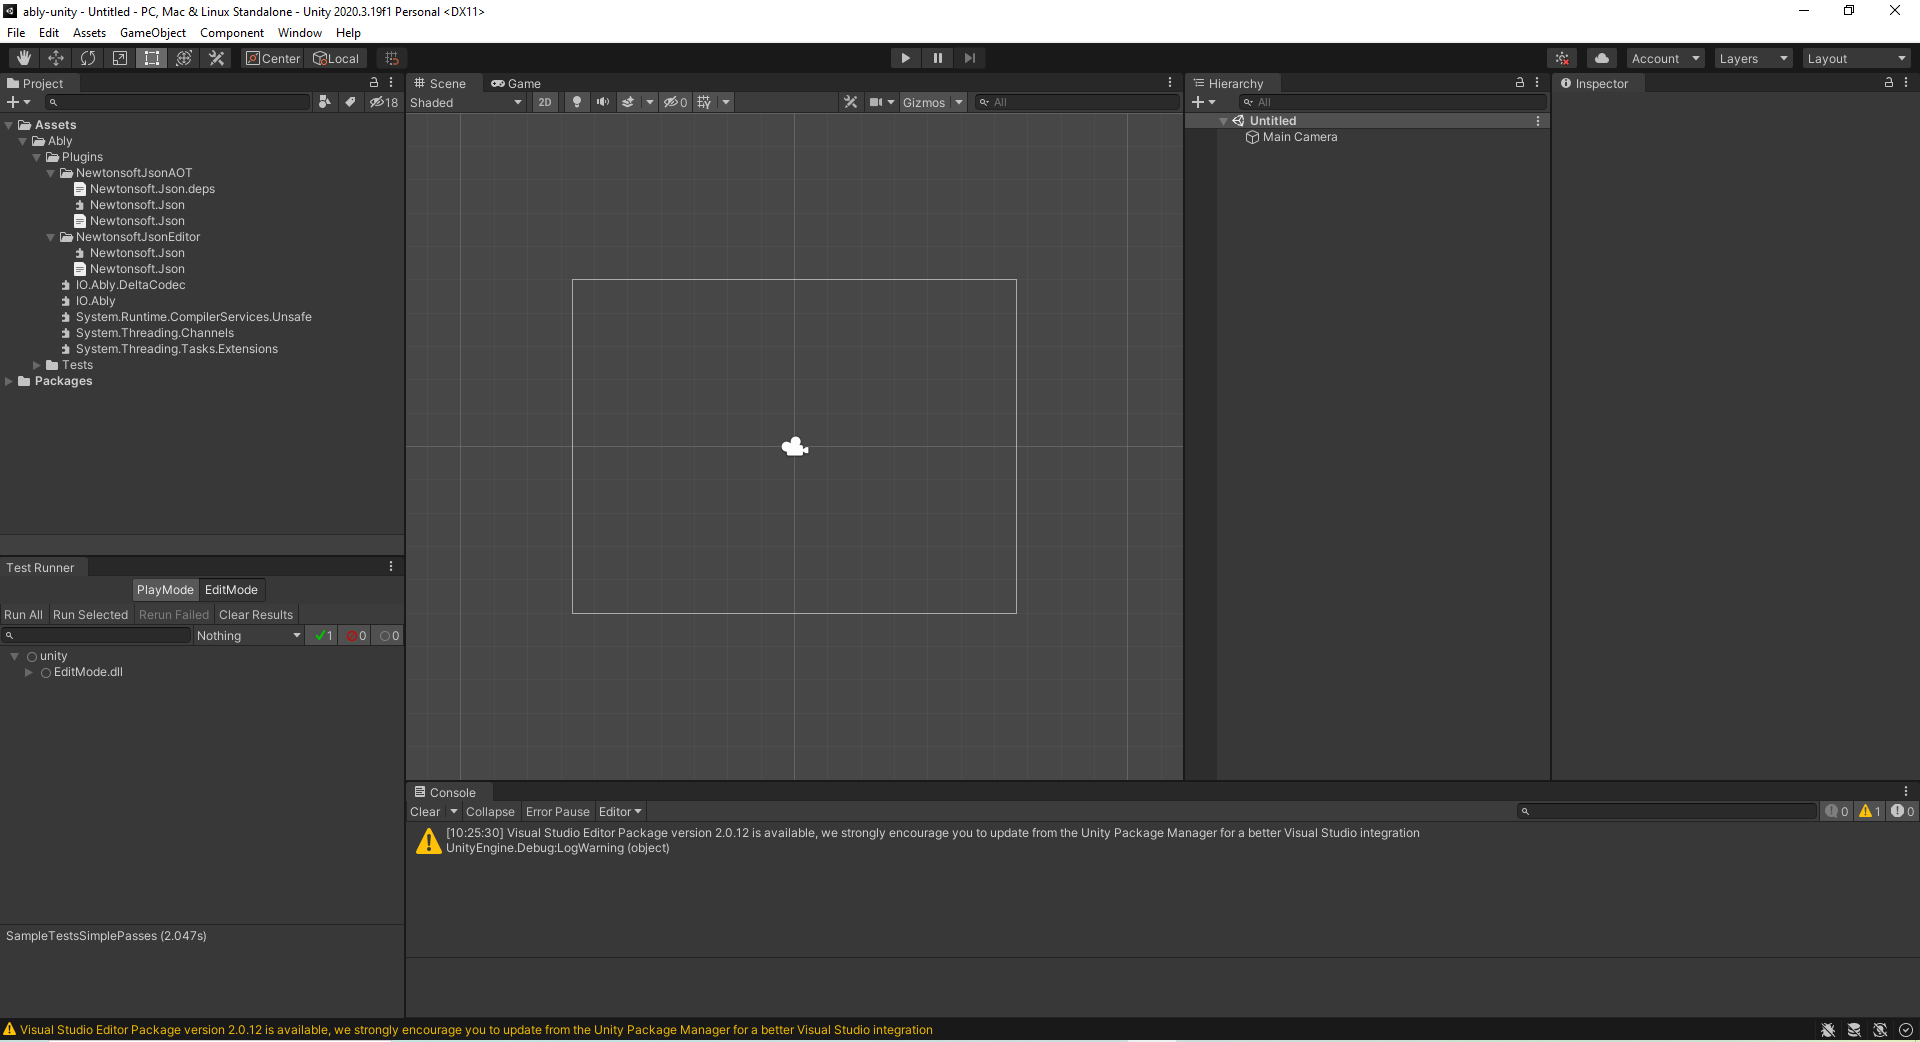 ably-unity - Untitled - PC, Mac & Linux Standalone - Unity 2020.3.19f1 Personal <DX11>
File Edit Assets GameObject Component Window Help
Center Local Account Layers Layout
Project
18
Assets
Ably
Plugins
NewtonsoftJsonAOT
Newtonsoft.Json.deps
Newtonsoft.Json
Newtonsoft.Json
NewtonsoftJsonEditor
Newtonsoft.Json
Newtonsoft.Json
IO.Ably.DeltaCodec
IO.Ably
System.Runtime.CompilerServices.Unsafe
System.Threading.Channels
System.Threading.Tasks.Extensions
Tests
Packages
Scene Game
Shaded 2D 0 Gizmos All
Hierarchy
All
Untitled
Main Camera
Inspector
Test Runner
PlayMode EditMode
Run All Run Selected Rerun Failed Clear Results
Nothing 1 0 0
unity
EditMode.dll
SampleTestsSimplePasses (2.047s)
Console
Clear Collapse Error Pause Editor 0 1 0
[10:25:30] Visual Studio Editor Package version 2.0.12 is available, we strongly encourage you to update from the Unity Package Manager for a better Visual Studio integration
UnityEngine.Debug:LogWarning (object)
Visual Studio Editor Package version 2.0.12 is available, we strongly encourage you to update from the Unity Package Manager for a better Visual Studio integration